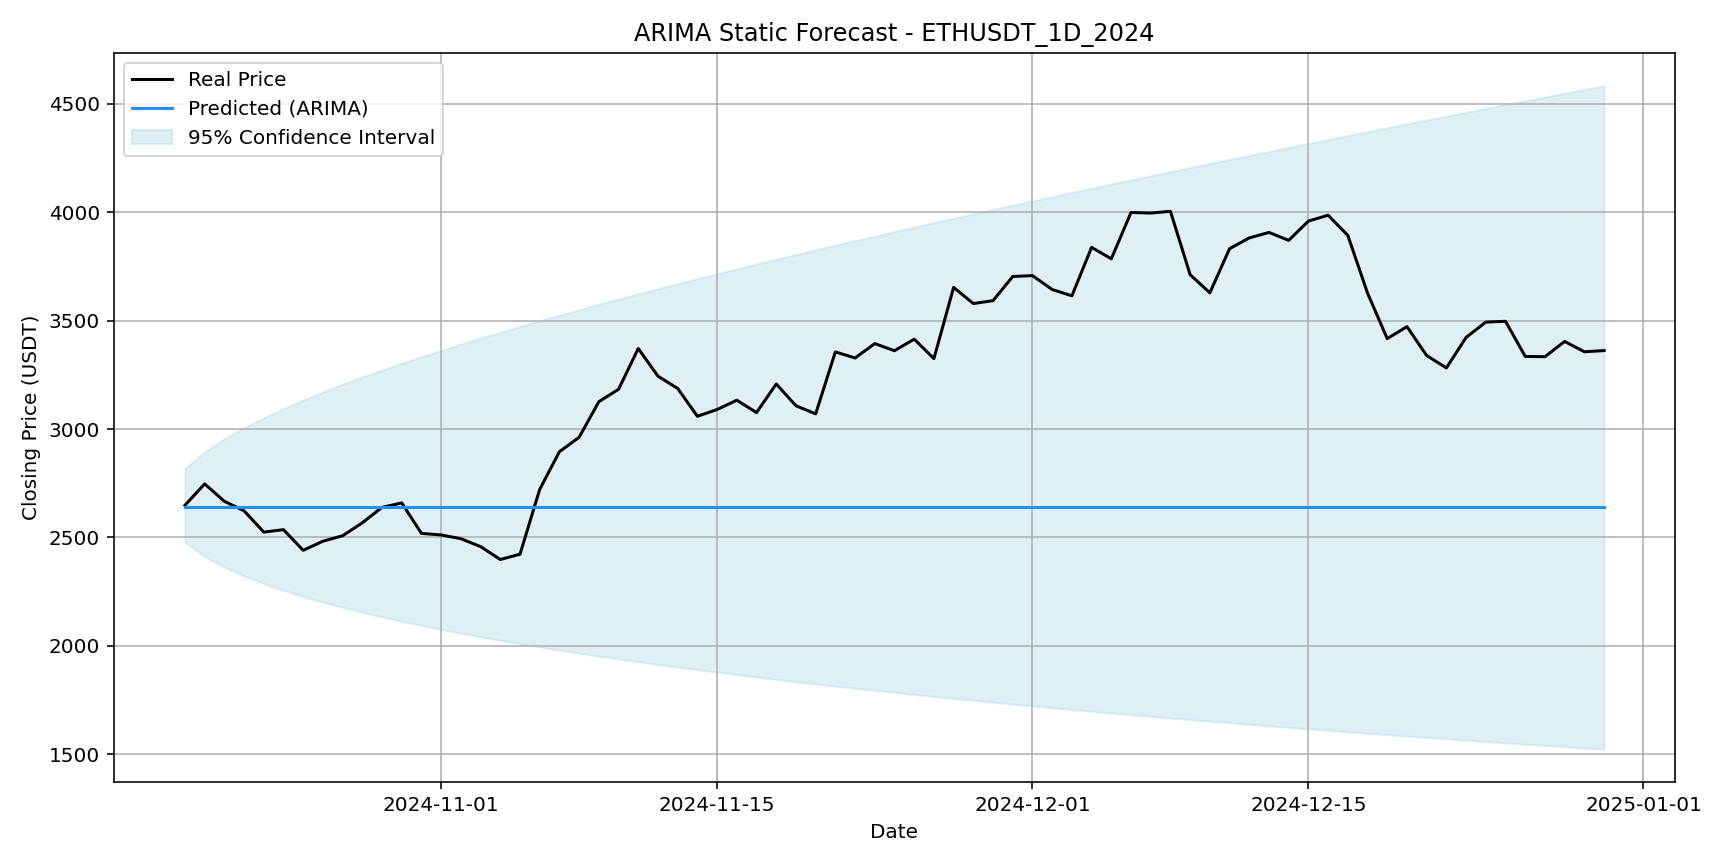 ARIMA Static Forecast - ETHUSDT_1D_2024
Real Price
Predicted (ARIMA)
95% Confidence Interval
Closing Price (USDT)
4500
4000
3500
3000
2500
2000
1500
2024-11-01
2024-11-15
2024-12-01
2024-12-15
2025-01-01
Date